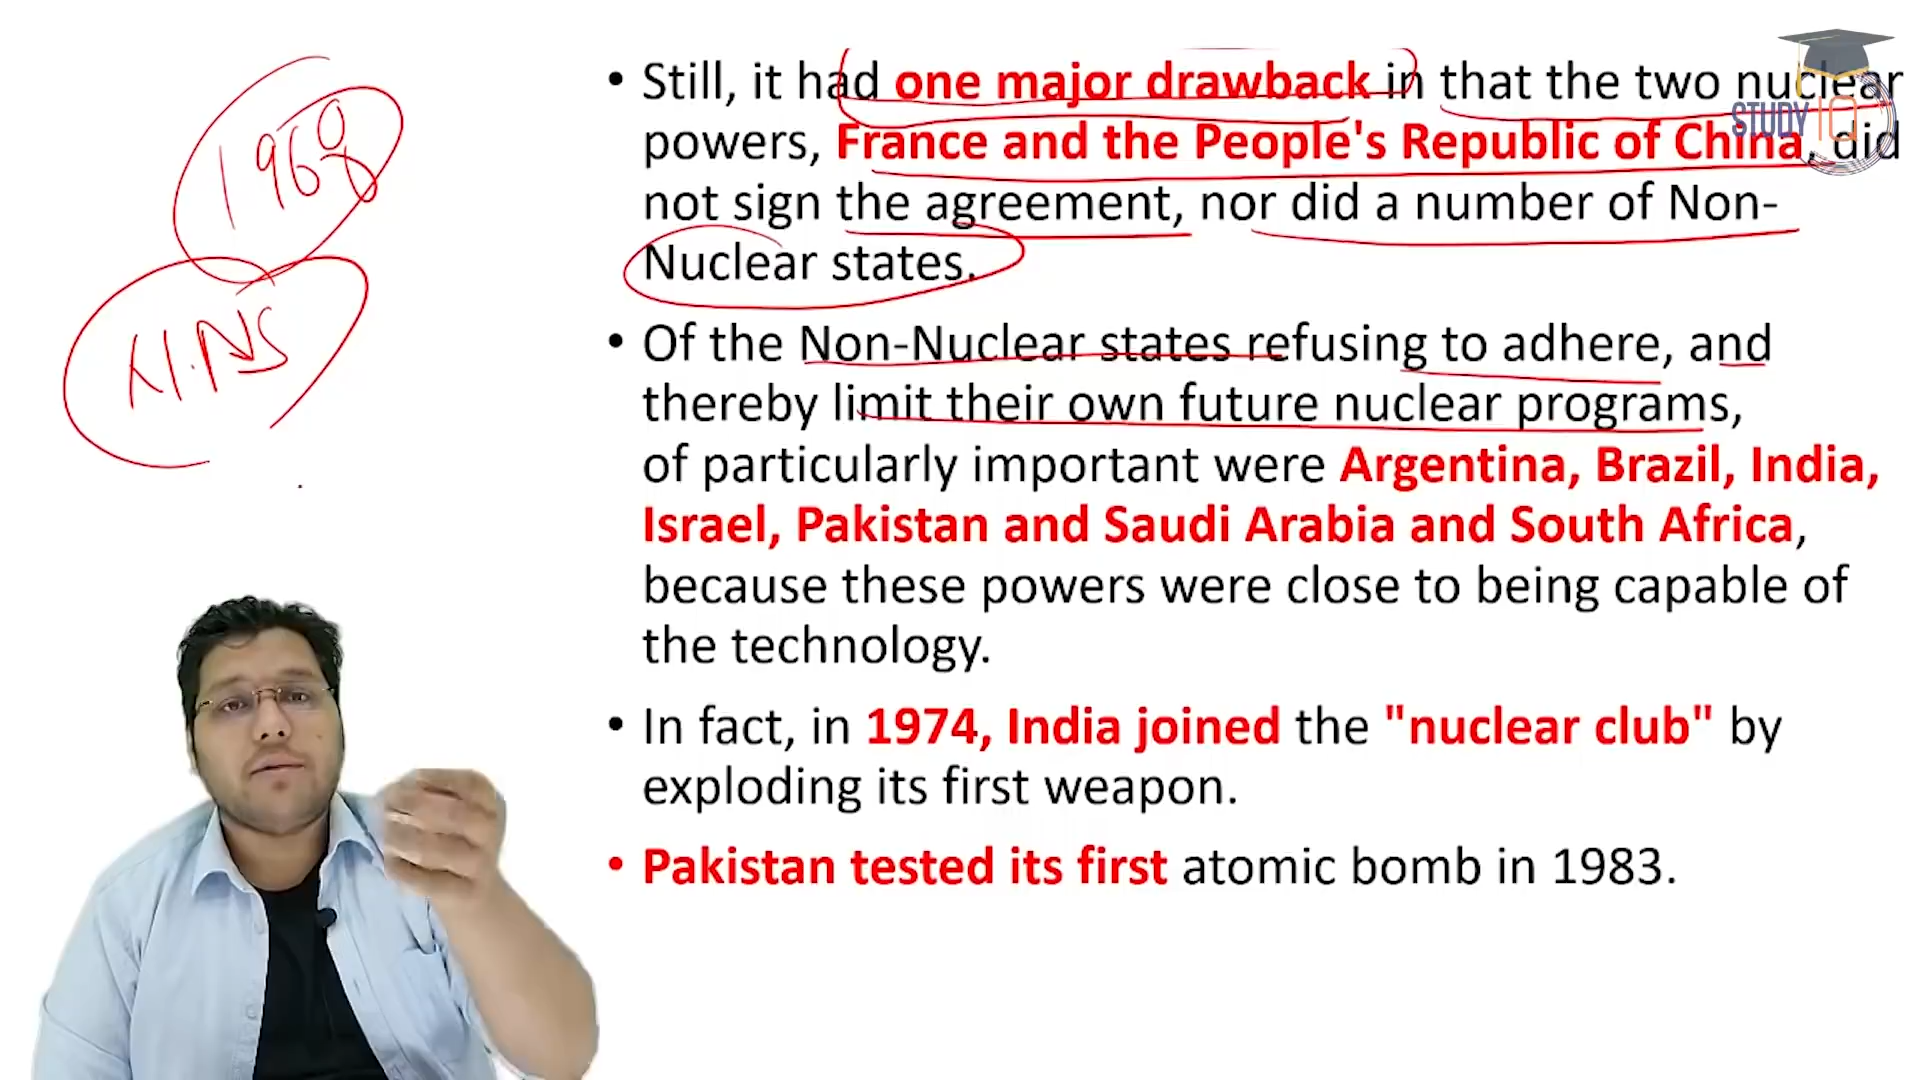 1968
• Still, it had one major drawback in that the two nuclear
powers, France and the People's Republic of China, did
not sign the agreement, nor did a number of Non-
Nuclear states.
• Of the Non-Nuclear states refusing to adhere, and
thereby limit their own future nuclear programs,
of particularly important were Argentina, Brazil, India,
Israel, Pakistan and Saudi Arabia and South Africa,
because these powers were close to being capable of
the technology.
• In fact, in 1974, India joined the "nuclear club" by
exploding its first weapon.
• Pakistan tested its first atomic bomb in 1983.
STUDY IQ